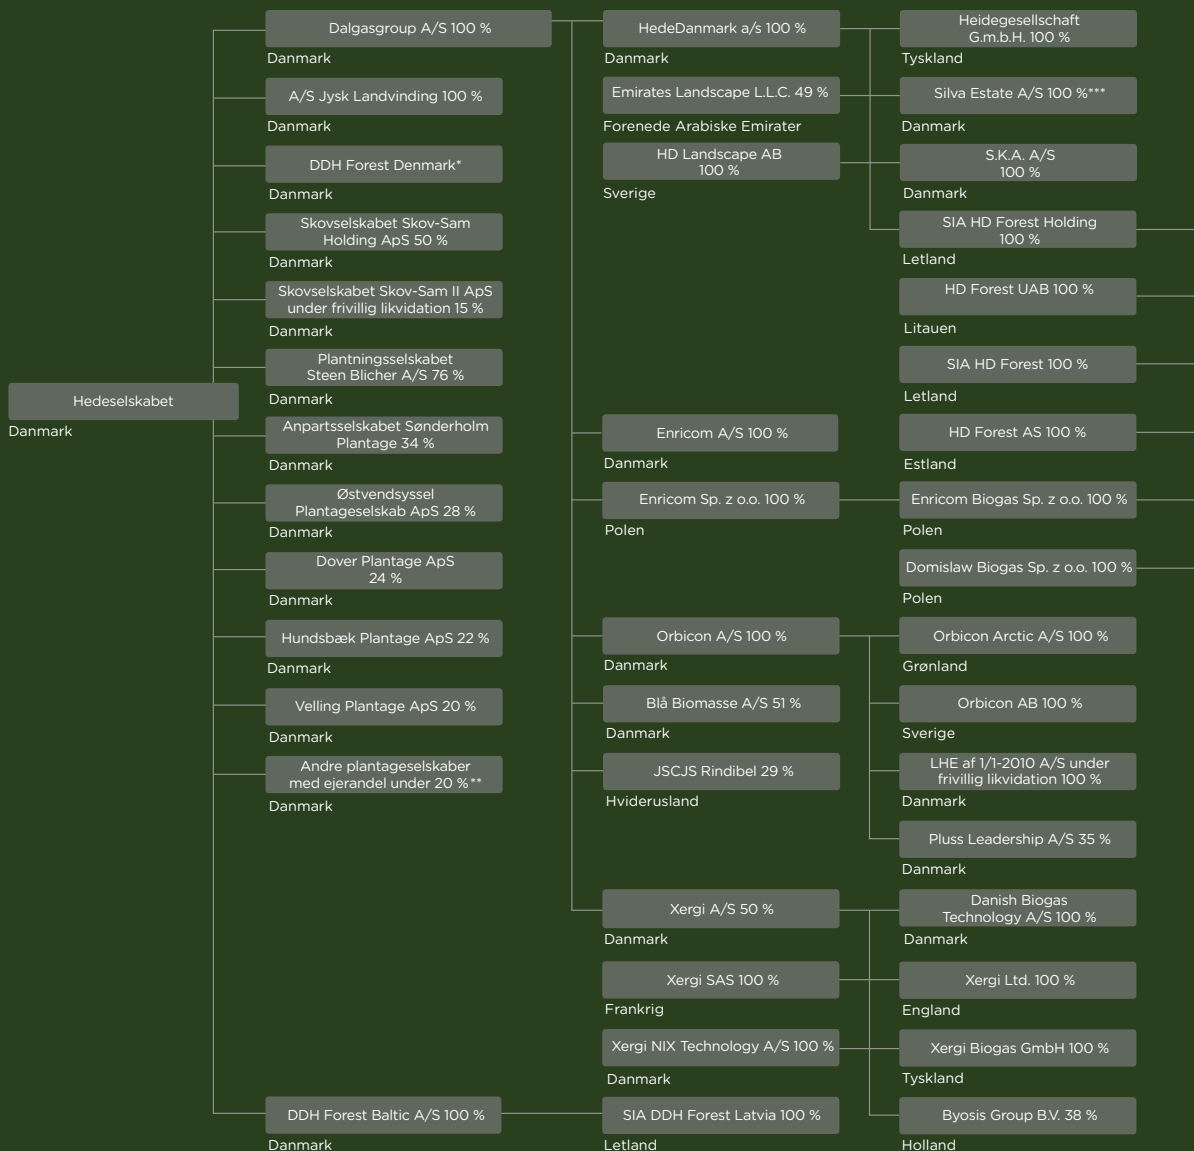 Hedeselskabet
Danmark
Dalgasgroup A/S 100 %
Danmark
A/S Jysk Landvinding 100 %
Danmark
DDH Forest Denmark*
Danmark
Skovselskabet Skov-Sam
Holding ApS 50 %
Danmark
Skovselskabet Skov-Sam II ApS
under frivillig likvidation 15 %
Danmark
Plantningsselskabet
Steen Blicher A/S 76 %
Danmark
Anpartsselskabet Sønderholm
Plantage 34 %
Danmark
Østvendsyssel
Plantageselskab ApS 28 %
Danmark
Dover Plantage ApS
24 %
Danmark
Hundsbæk Plantage ApS 22 %
Danmark
Velling Plantage ApS 20 %
Danmark
Andre plantageselskaber
med ejerandel under 20 %**
Danmark
DDH Forest Baltic A/S 100 %
Danmark
HedeDanmark a/s 100 %
Danmark
Emirates Landscape L.L.C. 49 %
Forenede Arabiske Emirater
HD Landscape AB
100 %
Sverige
Enricom A/S 100 %
Danmark
Enricom Sp. z o.o. 100 %
Polen
Orbicon A/S 100 %
Danmark
Blå Biomasse A/S 51 %
Danmark
JSCJS Rindibel 29 %
Hviderusland
Xergi A/S 50 %
Danmark
Xergi SAS 100 %
Frankrig
Xergi NIX Technology A/S 100 %
Danmark
SIA DDH Forest Latvia 100 %
Letland
Heidegesellschaft
G.m.b.H. 100 %
Tyskland
Silva Estate A/S 100 %***
Danmark
S.K.A. A/S
100 %
Danmark
SIA HD Forest Holding
100 %
Letland
HD Forest UAB 100 %
Litauen
SIA HD Forest 100 %
Letland
HD Forest AS 100 %
Estland
Enricom Biogas Sp. z o.o. 100 %
Polen
Domislaw Biogas Sp. z o.o. 100 %
Polen
Orbicon Arctic A/S 100 %
Grønland
Orbicon AB 100 %
Sverige
LHE af 1/1-2010 A/S under
frivillig likvidation 100 %
Danmark
Pluss Leadership A/S 35 %
Danmark
Danish Biogas
Technology A/S 100 %
Danmark
Xergi Ltd. 100 %
England
Xergi Biogas GmbH 100 %
Tyskland
Byosis Group B.V. 38 %
Holland